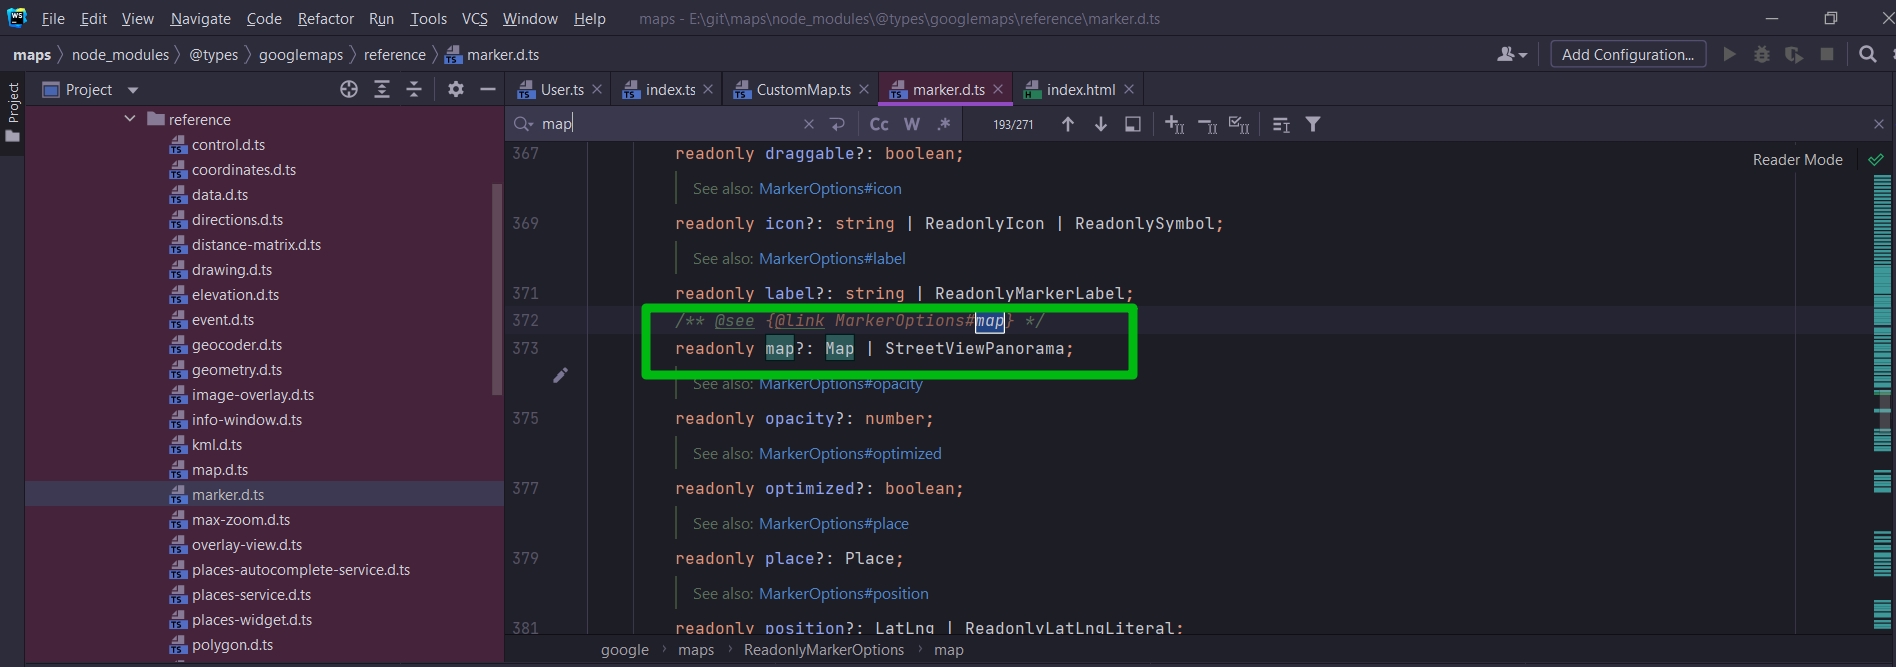 File Edit View Navigate Code Refactor Run Tools VCS Window Help maps - E:\git\maps\node_modules\@types\googlemaps\reference\marker.d.ts
maps node_modules @types googlemaps reference marker.d.ts Add Configuration...
Project
Project
User.ts index.ts CustomMap.ts marker.d.ts index.html
map Cc W .* 193/271
Reader Mode
reference
control.d.ts
coordinates.d.ts
data.d.ts
directions.d.ts
distance-matrix.d.ts
drawing.d.ts
elevation.d.ts
event.d.ts
geocoder.d.ts
geometry.d.ts
image-overlay.d.ts
info-window.d.ts
kml.d.ts
map.d.ts
marker.d.ts
max-zoom.d.ts
overlay-view.d.ts
places-autocomplete-service.d.ts
places-service.d.ts
places-widget.d.ts
polygon.d.ts
367 readonly draggable?: boolean;
See also: MarkerOptions#icon
369 readonly icon?: string | ReadonlyIcon | ReadonlySymbol;
See also: MarkerOptions#label
371 readonly label?: string | ReadonlyMarkerLabel;
372 /** @see {@link MarkerOptions#map} */
373 readonly map?: Map | StreetViewPanorama;
See also: MarkerOptions#opacity
375 readonly opacity?: number;
See also: MarkerOptions#optimized
377 readonly optimized?: boolean;
See also: MarkerOptions#place
379 readonly place?: Place;
See also: MarkerOptions#position
381 readonly position?: LatLng | ReadonlyLatLngLiteral;
google maps ReadonlyMarkerOptions map